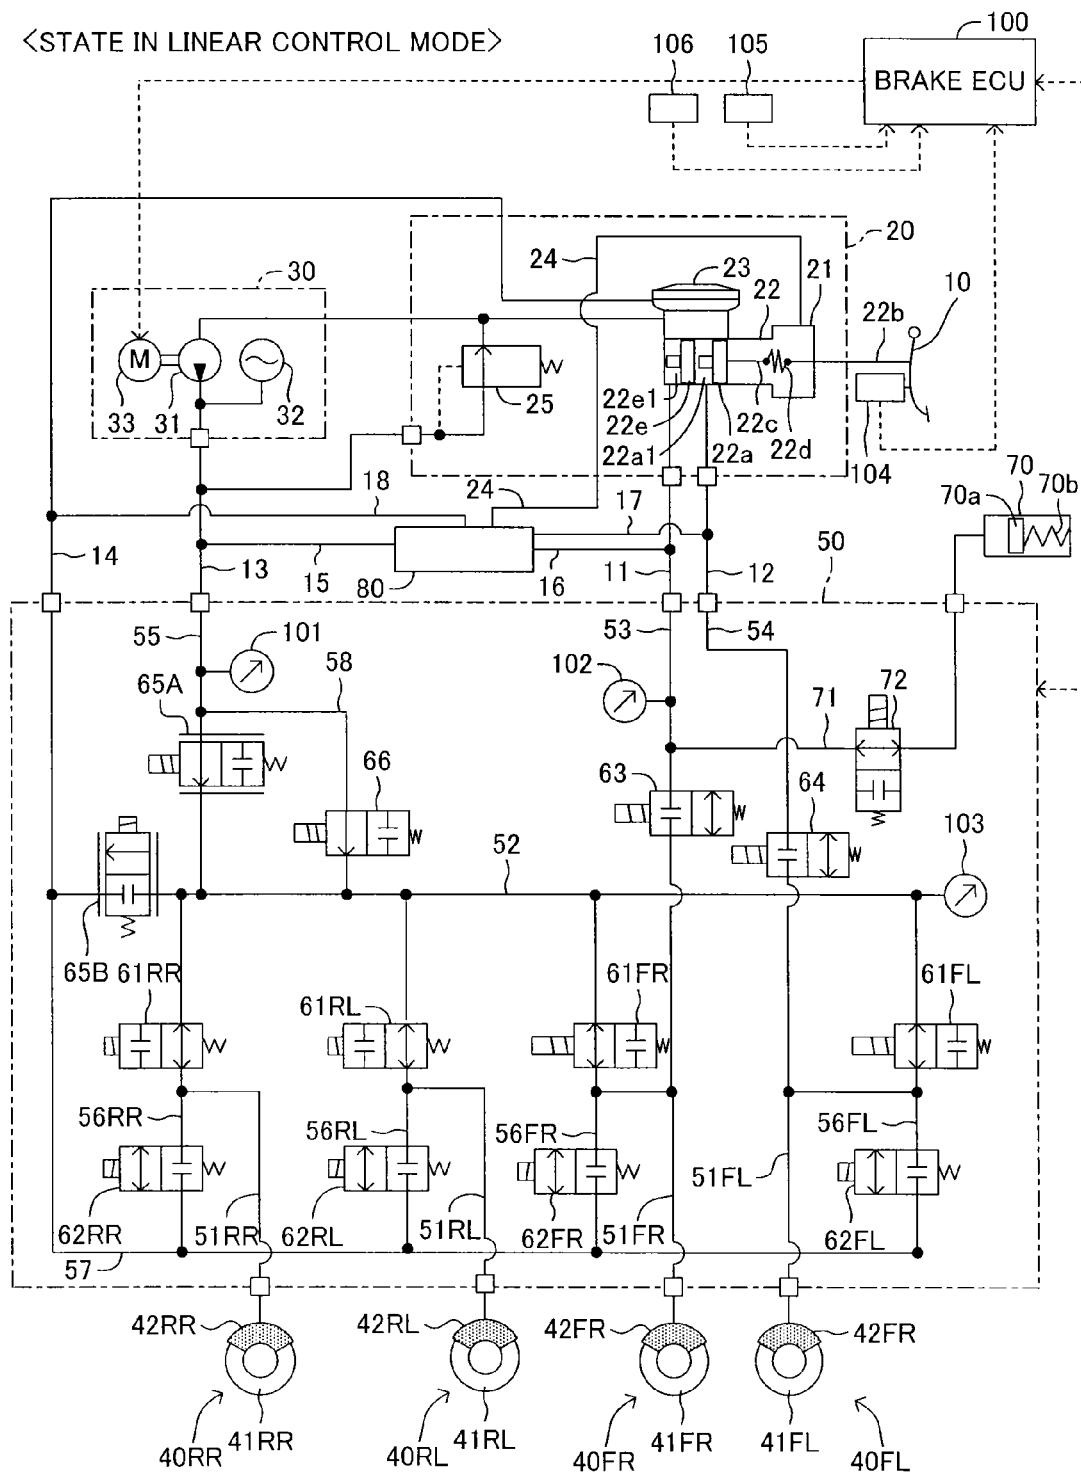 <STATE IN LINEAR CONTROL MODE>
106
105
100
BRAKE ECU
20
24
23
21
30
22
10
22b
M
33
31
32
25
22e1
22e
22a1
22c
22a
22d
104
70
70a
70b
18
24
17
50
14
13
15
80
16
11
12
55
101
53
54
58
102
72
65A
71
66
63
64
103
52
65B
61RR
61RL
61FR
61FL
56RR
56RL
56FR
56FL
51FL
62RR
51RR
62RL
51RL
62FR
51FR
62FL
57
42RR
42RL
42FR
42FR
40RR
41RR
40RL
41RL
40FR
41FR
41FL
40FL